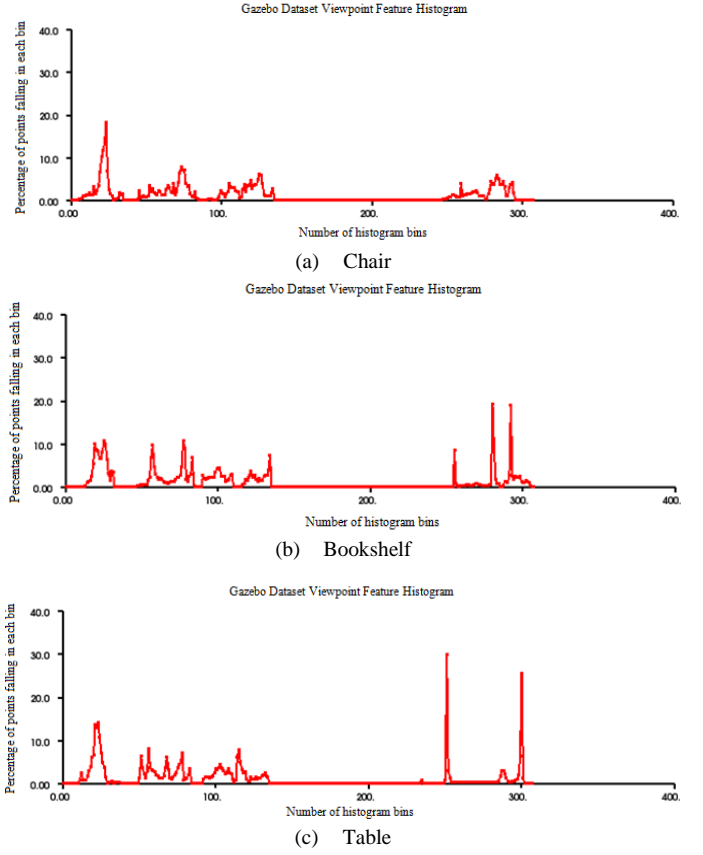 Gazebo Dataset Viewpoint Feature Histogram
Percentage of points falling in each bin
40.0
30.0
20.0
10.0
0.00
0.00 100. 200. 300. 400.
Number of histogram bins
(a) Chair
Gazebo Dataset Viewpoint Feature Histogram
Percentage of points falling in each bin
40.0
30.0
20.0
10.0
0.00
0.00 100. 200. 300. 400.
Number of histogram bins
(b) Bookshelf
Gazebo Dataset Viewpoint Feature Histogram
Percentage of points falling in each bin
40.0
30.0
20.0
10.0
0.00
0.00 100. 200. 300. 400.
Number of histogram bins
(c) Table